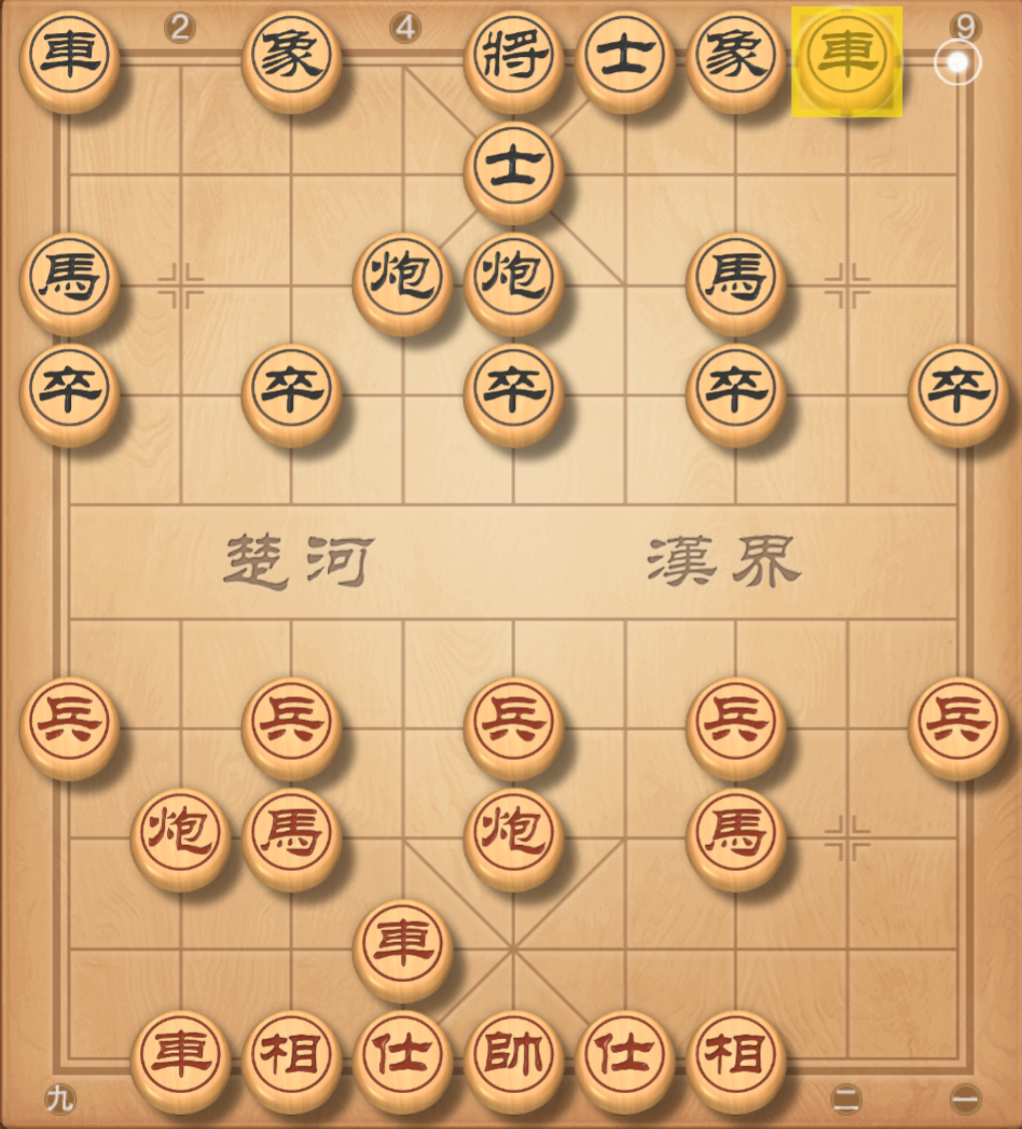 2 4 9
車 象 將 士 象 車
士
馬 炮 炮 馬
卒 卒 卒 卒 卒
楚河 漢界
兵 兵 兵 兵 兵
炮 馬 炮 馬
車
車 相 仕 帥 仕 相
九 二 一